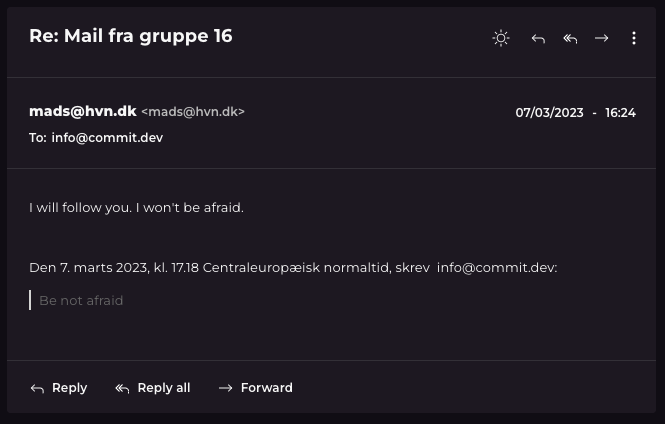 Re: Mail fra gruppe 16
mads@hvn.dk <mads@hvn.dk>
07/03/2023 - 16:24
To: info@commit.dev
I will follow you. I won't be afraid.
Den 7. marts 2023, kl. 17.18 Centraleuropæisk normaltid, skrev info@commit.dev:
Be not afraid
Reply Reply all Forward